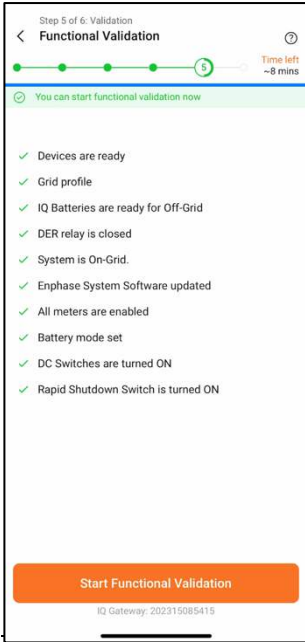 Step 5 of 6: Validation
Functional Validation
5
Time left
~8 mins
You can start functional validation now
Devices are ready
Grid profile
IQ Batteries are ready for Off-Grid
DER relay is closed
System is On-Grid.
Enphase System Software updated
All meters are enabled
Battery mode set
DC Switches are turned ON
Rapid Shutdown Switch is turned ON
Start Functional Validation
IQ Gateway: 202315085415